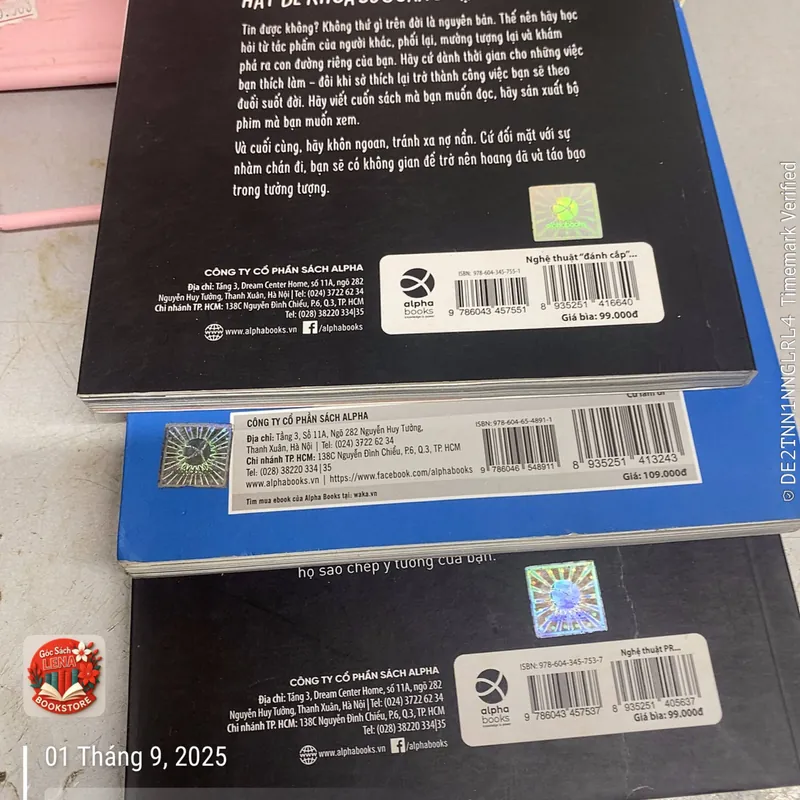 Tin được không? Không thứ gì trên đời là nguyên bản. Thế nên hãy học
hỏi từ tác phẩm của người khác, phối lại, mường tượng lại và khám
phá ra con đường riêng của bạn. Hãy cứ dành thời gian cho những việc
bạn thích làm – đôi khi sở thích lại trở thành công việc bạn sẽ theo
đuổi suốt đời. Hãy viết cuốn sách mà bạn muốn đọc, hãy sản xuất bộ
phim mà bạn muốn xem.
Và cuối cùng, hãy khôn ngoan, tránh xa nợ nần. Cứ đối mặt với sự
nhàm chán đi, bạn sẽ có không gian để trở nên hoang dã và táo bạo
trong tưởng tượng.
CÔNG TY CỔ PHẦN SÁCH ALPHA
Địa chỉ: Tầng 3, Dream Center Home, số 11A, ngõ 282
Nguyễn Huy Tưởng, Thanh Xuân, Hà Nội | Tel: (024) 3722 62 34
Chi nhánh TP. HCM: 138C Nguyễn Đình Chiểu, P.6, Q.3, TP. HCM
Tel: (028) 38220 334|35
www.alphabooks.vn /alphabooks
alpha
books
Nghệ thuật "đánh cắp"...
ISBN: 978-604-345-755-1
9 786043 457551
8 935251 416640
Giá bìa: 99.000đ
CÔNG TY CỔ PHẦN SÁCH ALPHA
Địa chỉ: Tầng 3, Số 11A, Ngõ 282 Nguyễn Huy Tưởng,
Thanh Xuân, Hà Nội | Tel: (024) 3722 62 34
Chi nhánh TP. HCM: 138C Nguyễn Đình Chiểu, P.6, Q.3, TP. HCM
Tel: (028) 38220 334|35
www.alphabooks.vn | https://www.facebook.com/alphabooks
Tìm mua ebook của Alpha Books tại: waka.vn
ISBN: 978-604-65-4891-1
9 786046 548911
8 935251 413243
Giá: 109.000đ
họ sao chép ý tưởng của bạn.
CÔNG TY CỔ PHẦN SÁCH ALPHA
Địa chỉ: Tầng 3, Dream Center Home, số 11A, ngõ 282
Nguyễn Huy Tưởng, Thanh Xuân, Hà Nội | Tel: (024) 3722 62 34
Chi nhánh TP. HCM: 138C Nguyễn Đình Chiểu, P.6, Q.3, TP. HCM
Tel: (028) 38220 334|35
www.alphabooks.vn /alphabooks
alpha
books
Nghệ thuật PR...
ISBN: 978-604-345-753-7
9 786043 457537
8 935251 405637
Giá bìa: 99.000đ
Góc Sách
LENA
BOOKSTORE
01 Tháng 9, 2025
DE2TNN1NNGLRL4 Timemark Verified